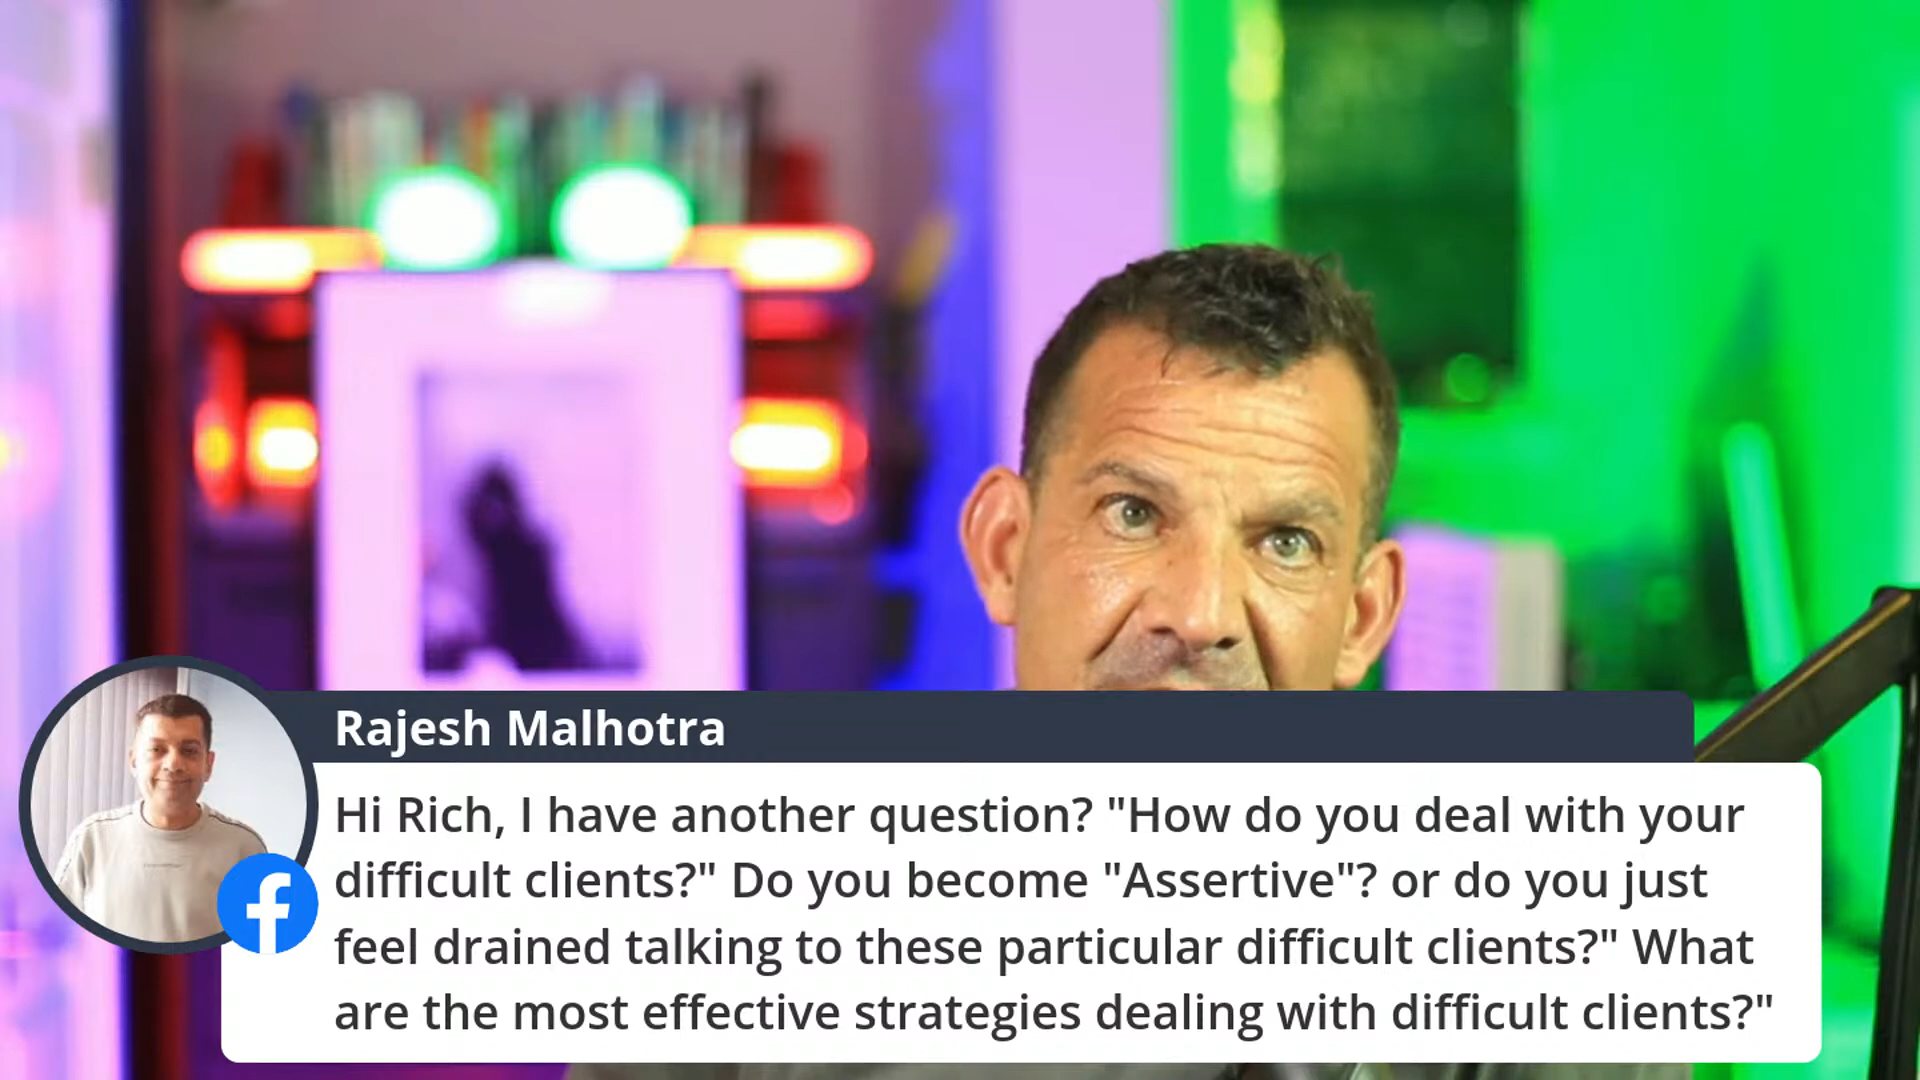 Rajesh Malhotra
Hi Rich, I have another question? "How do you deal with your
difficult clients?" Do you become "Assertive"? or do you just
feel drained talking to these particular difficult clients?" What
are the most effective strategies dealing with difficult clients?"